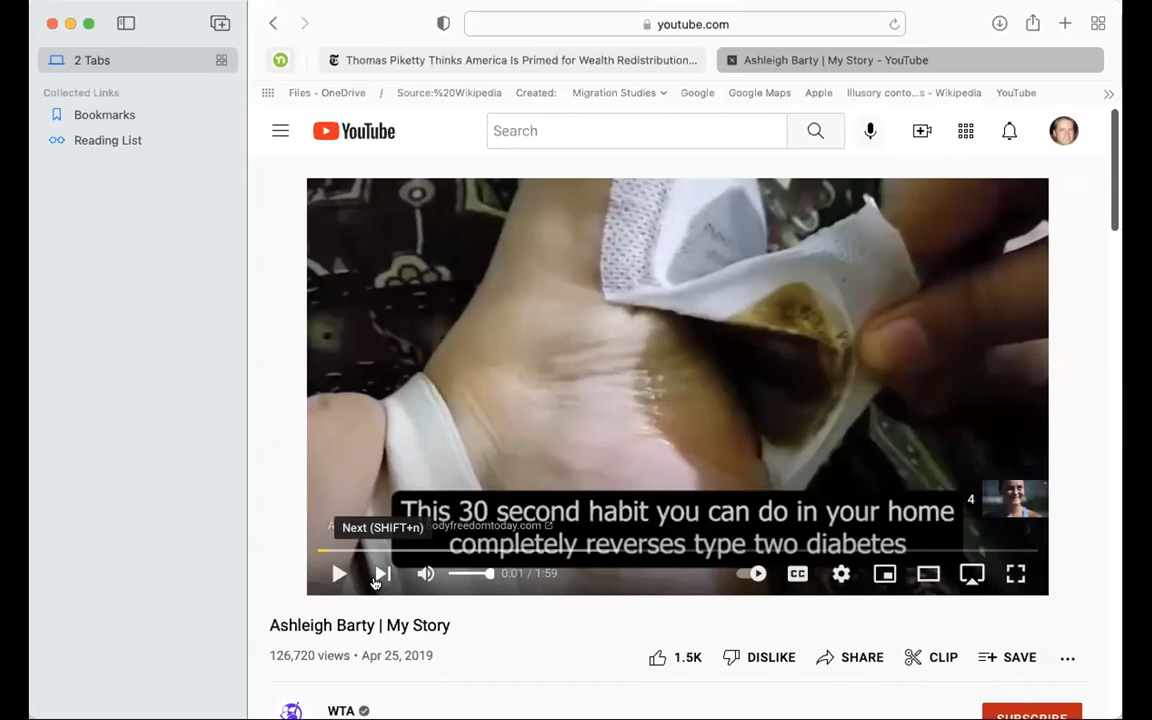 youtube.com
2 Tabs
Thomas Piketty Thinks America Is Primed for Wealth Redistribution...
Ashleigh Barty | My Story - YouTube
Collected Links
Files - OneDrive / Source:%20Wikipedia Created: Migration Studies Google Google Maps Apple Illusory conto...s - Wikipedia YouTube
Bookmarks
Reading List
YouTube
Search
This 30 second habit you can do in your home
completely reverses type two diabetes
4
Next (SHIFT+n)
odyfreedomtoday.com
0:01 / 1:59
CC
Ashleigh Barty | My Story
126,720 views • Apr 25, 2019
1.5K DISLIKE SHARE CLIP SAVE
WTA
SUBSCRIBE